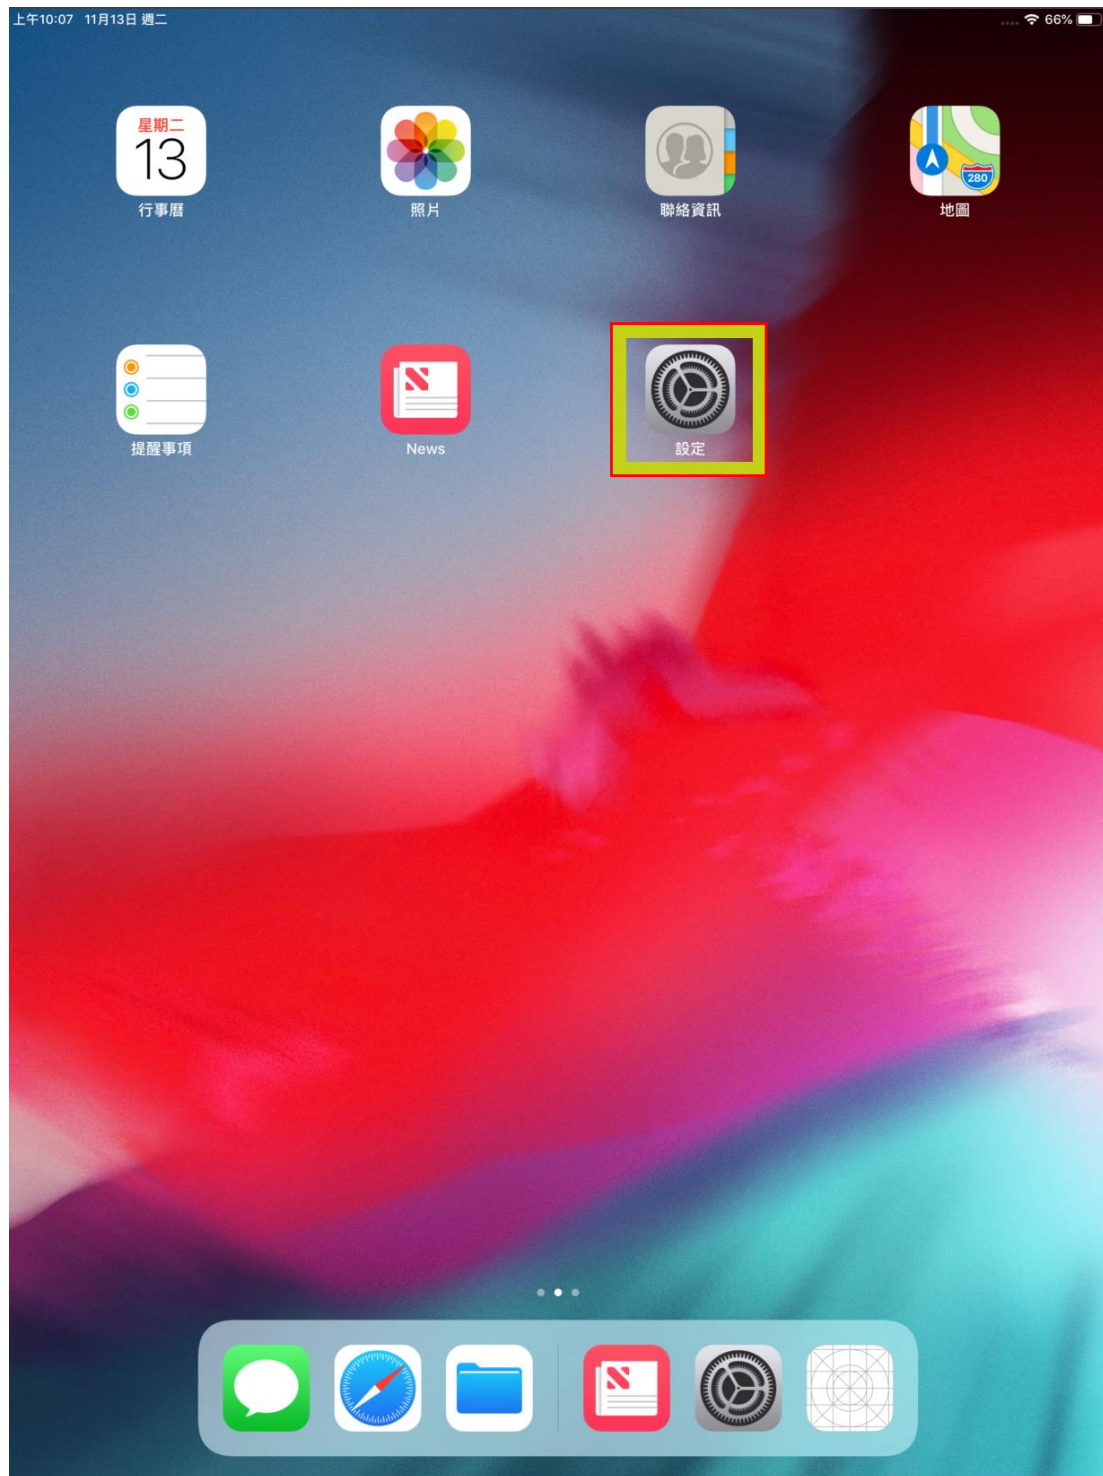 上午10:07 11月13日 週二
66%
星期二
13
行事曆
照片
聯絡資訊
280
地圖
提醒事項
News
設定